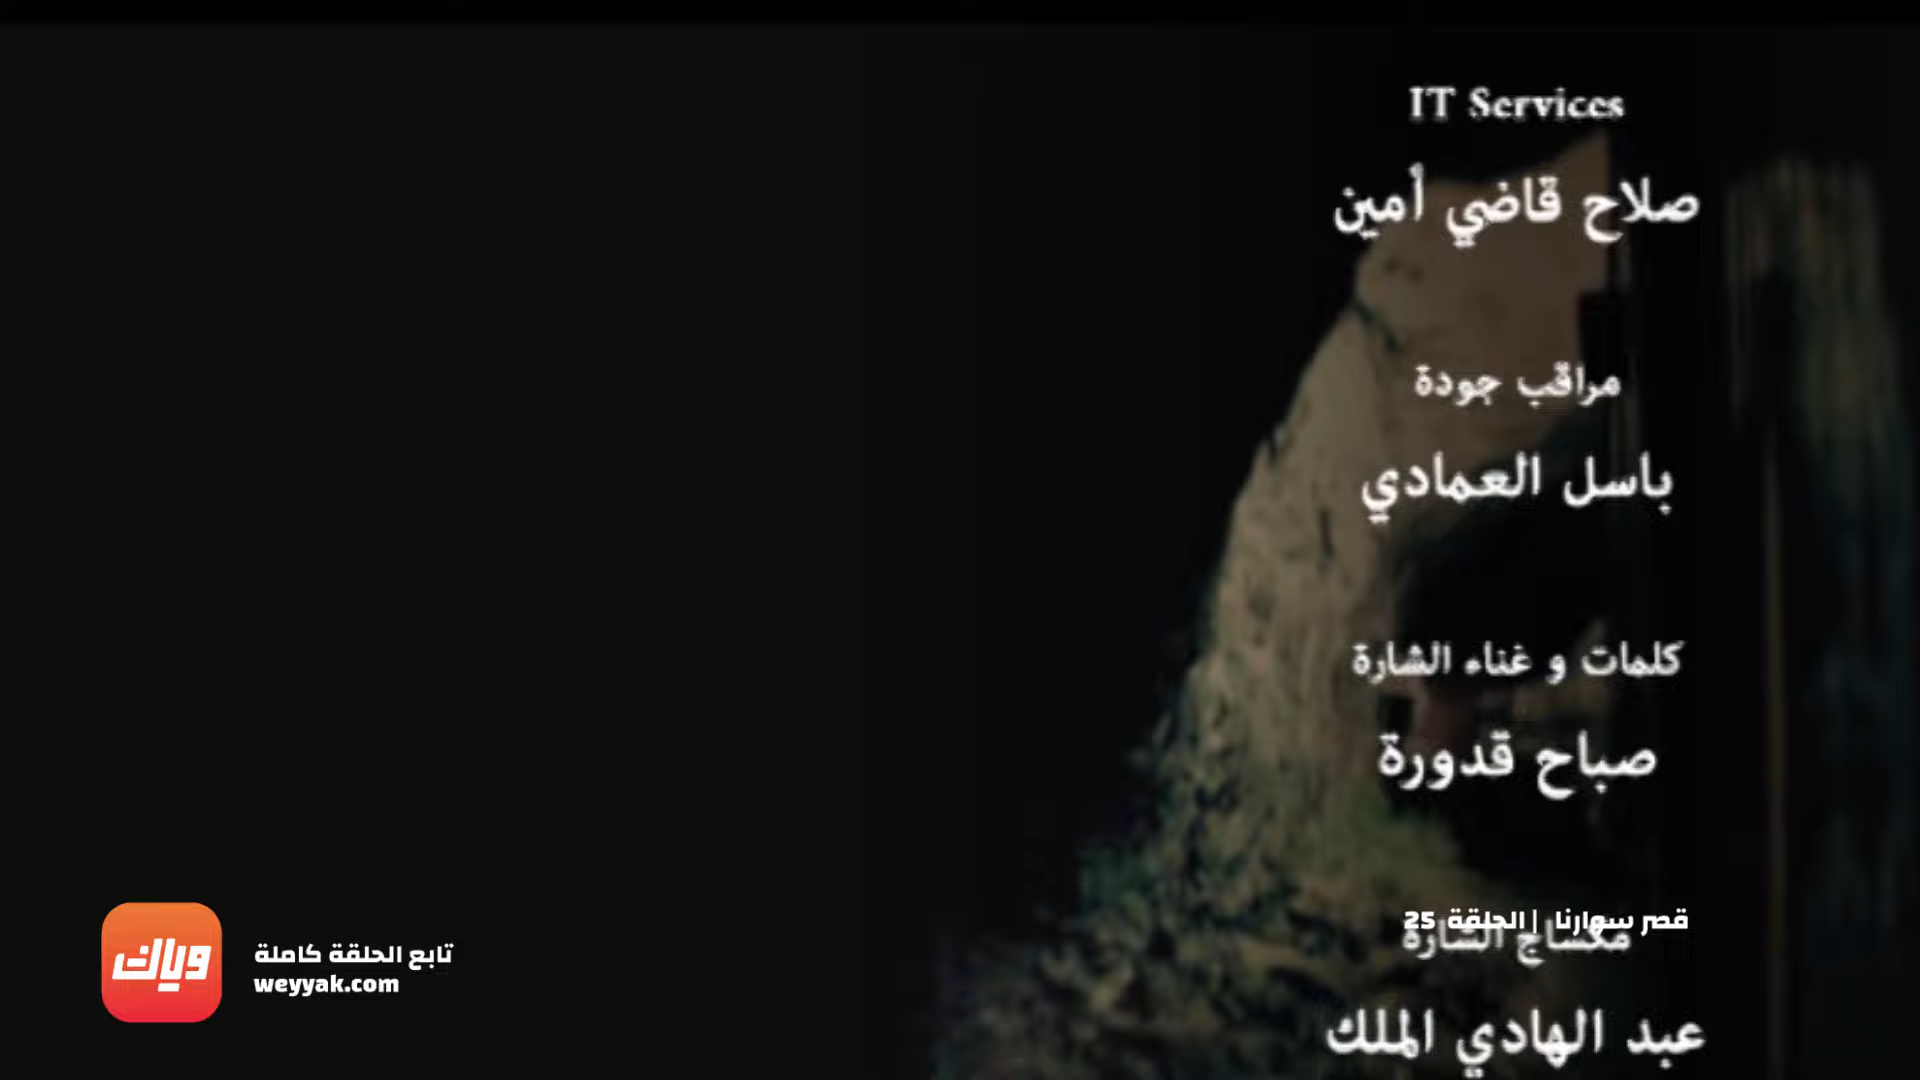 IT Services
صلاح قاضي أمين
مراقب جودة
باسل العمادي
كلمات و غناء الشارة
صباح قدورة
قصر سوارنا | الحلقة 25
مكساج الشارة
عبد الهادي الملك
وياك
تابع الحلقة كاملة
weyyak.com